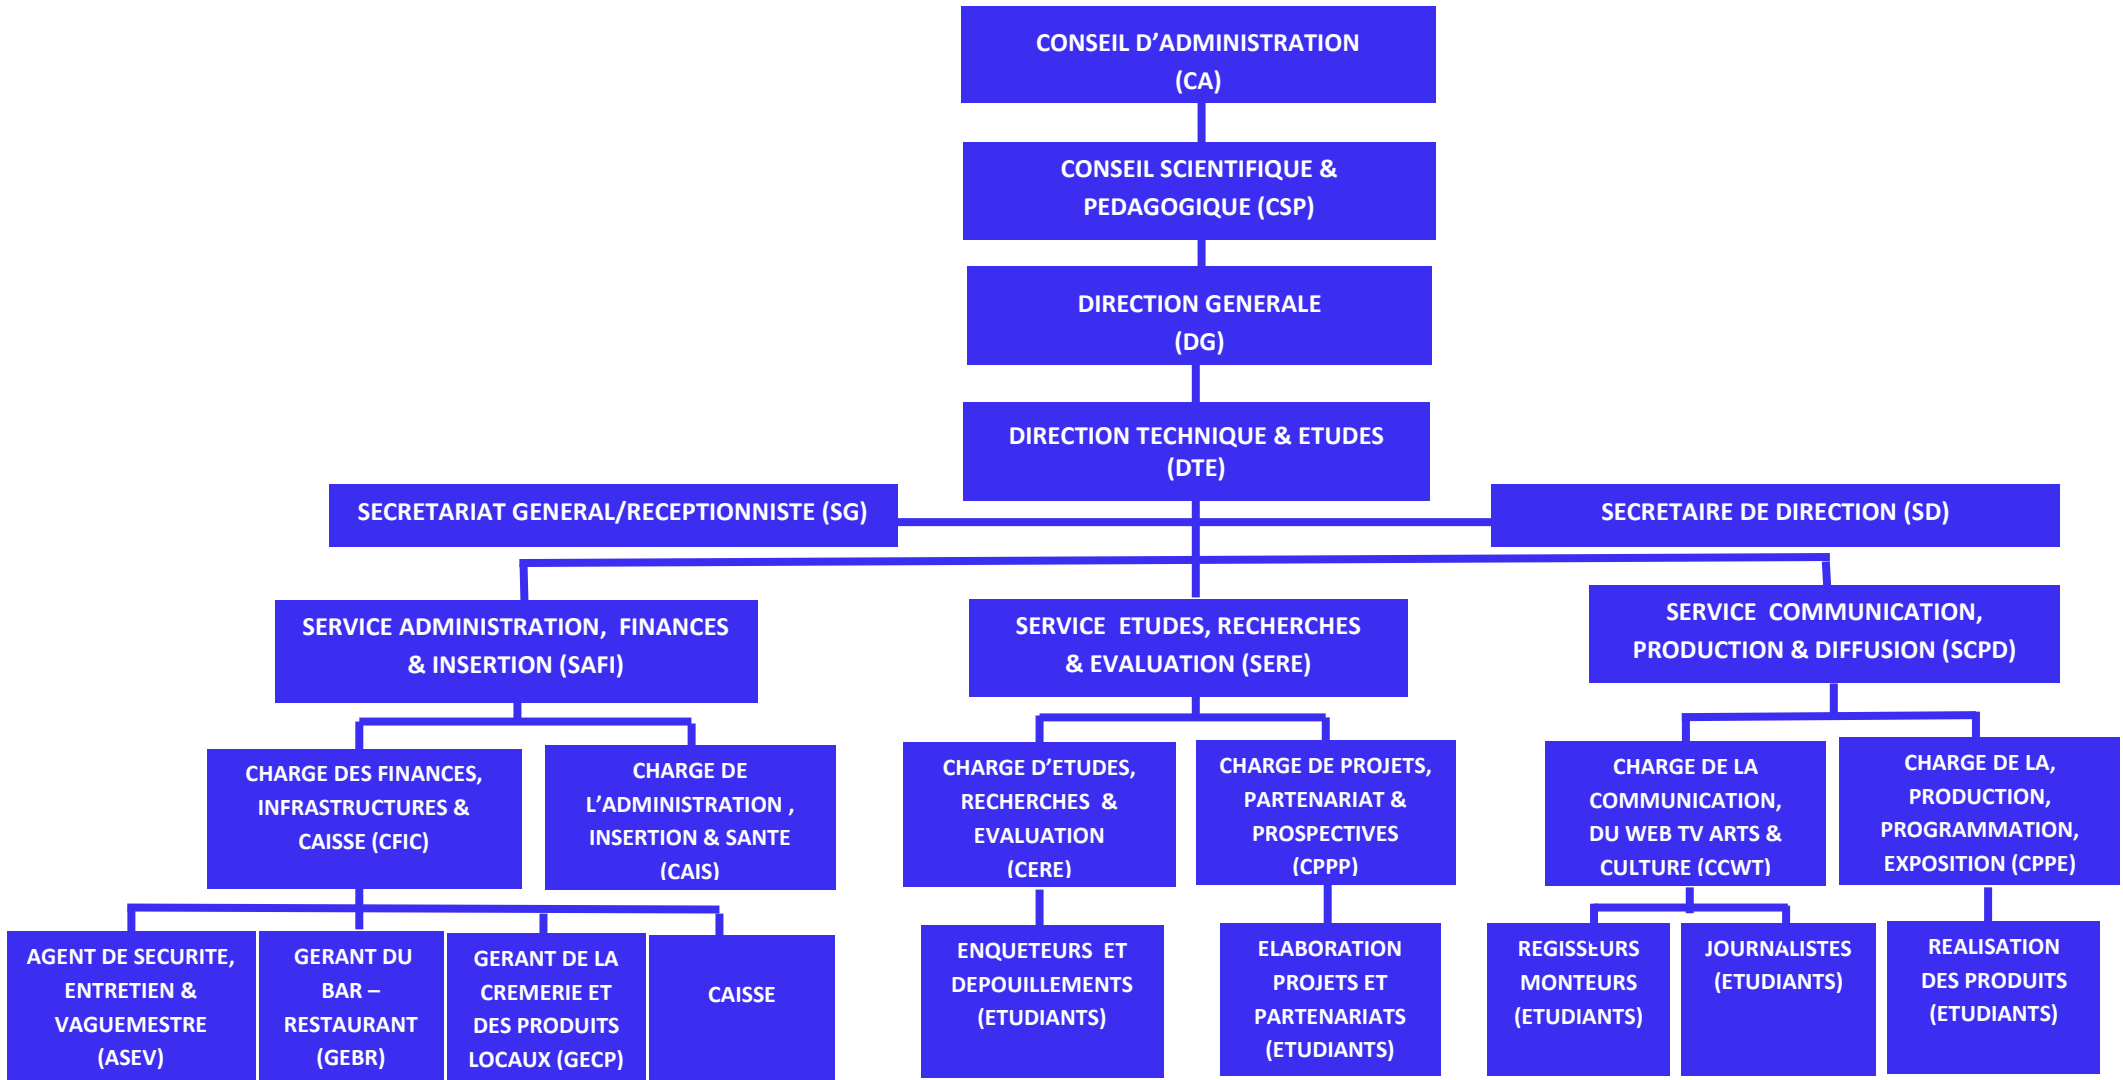 CONSEIL D’ADMINISTRATION
(CA)
CONSEIL SCIENTIFIQUE &
PEDAGOGIQUE (CSP)
DIRECTION GENERALE
(DG)
DIRECTION TECHNIQUE & ETUDES
(DTE)
SECRETARIAT GENERAL/RECEPTIONNISTE (SG)
SECRETAIRE DE DIRECTION (SD)
SERVICE ADMINISTRATION, FINANCES
& INSERTION (SAFI)
SERVICE ETUDES, RECHERCHES
& EVALUATION (SERE)
SERVICE COMMUNICATION,
PRODUCTION & DIFFUSION (SCPD)
CHARGE DES FINANCES,
INFRASTRUCTURES &
CAISSE (CFIC)
CHARGE DE
L’ADMINISTRATION ,
INSERTION & SANTE
(CAIS)
CHARGE D’ETUDES,
RECHERCHES &
EVALUATION
(CERE)
CHARGE DE PROJETS,
PARTENARIAT &
PROSPECTIVES
(CPPP)
CHARGE DE LA
COMMUNICATION,
DU WEB TV ARTS &
CULTURE (CCWT)
CHARGE DE LA,
PRODUCTION,
PROGRAMMATION,
EXPOSITION (CPPE)
AGENT DE SECURITE,
ENTRETIEN &
VAGUEMESTRE
(ASEV)
GERANT DU
BAR –
RESTAURANT
(GEBR)
GERANT DE LA
CREMERIE ET
DES PRODUITS
LOCAUX (GECP)
CAISSE
ENQUETEURS ET
DEPOUILLEMENTS
(ETUDIANTS)
ELABORATION
PROJETS ET
PARTENARIATS
(ETUDIANTS)
REGISSEURS
MONTEURS
(ETUDIANTS)
JOURNALISTES
(ETUDIANTS)
REALISATION
DES PRODUITS
(ETUDIANTS)